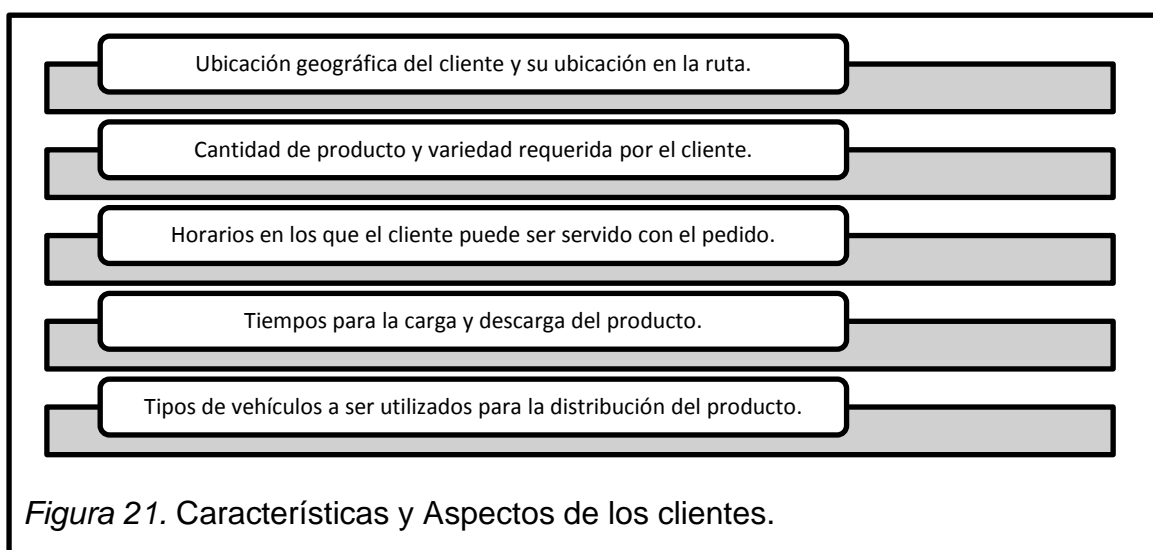 Ubicación geográfica del cliente y su ubicación en la ruta.
Cantidad de producto y variedad requerida por el cliente.
Horarios en los que el cliente puede ser servido con el pedido.
Tiempos para la carga y descarga del producto.
Tipos de vehículos a ser utilizados para la distribución del producto.
Figura 21. Características y Aspectos de los clientes.